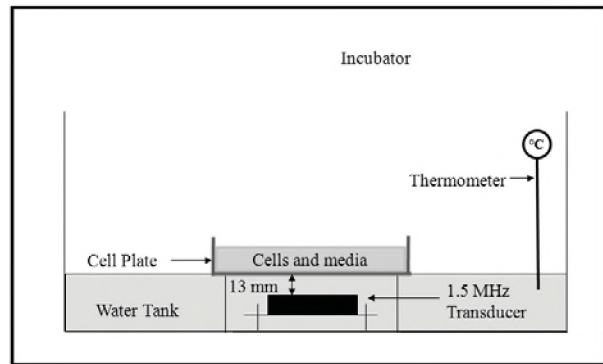 Incubator
°C
Thermometer
Cell Plate
Cells and media
13 mm
1.5 MHz
Transducer
Water Tank